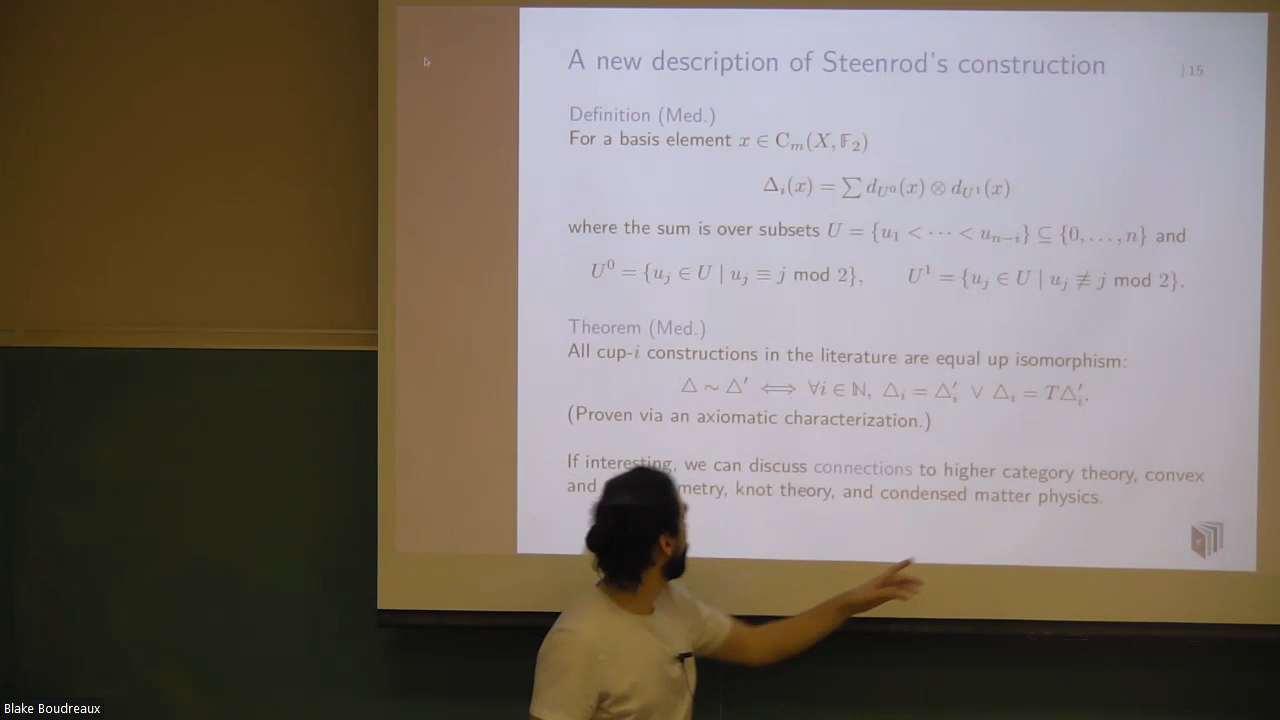 A new description of Steenrod's construction
| 15
Definition (Med.)
For a basis element x ∈ C_m(X, 𝔽_2)
Δ_i(x) = ∑ d_{U^0}(x) ⊗ d_{U^1}(x)
where the sum is over subsets U = {u_1 < ⋯ < u_{n−i}} ⊆ {0, …, n} and
U^0 = {u_j ∈ U | u_j ≡ j mod 2}, U^1 = {u_j ∈ U | u_j ≢ j mod 2}.
Theorem (Med.)
All cup-i constructions in the literature are equal up isomorphism:
Δ ∼ Δ′ ⟺ ∀i ∈ ℕ, Δ_i = Δ′_i ∨ Δ_i = TΔ′_i.
(Proven via an axiomatic characterization.)
If interesting, we can discuss connections to higher category theory, convex
and metry, knot theory, and condensed matter physics.
Blake Boudreaux